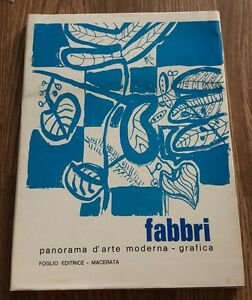 fabbri
panorama d'arte moderna - grafica
FOGLIO EDITRICE - MACERATA